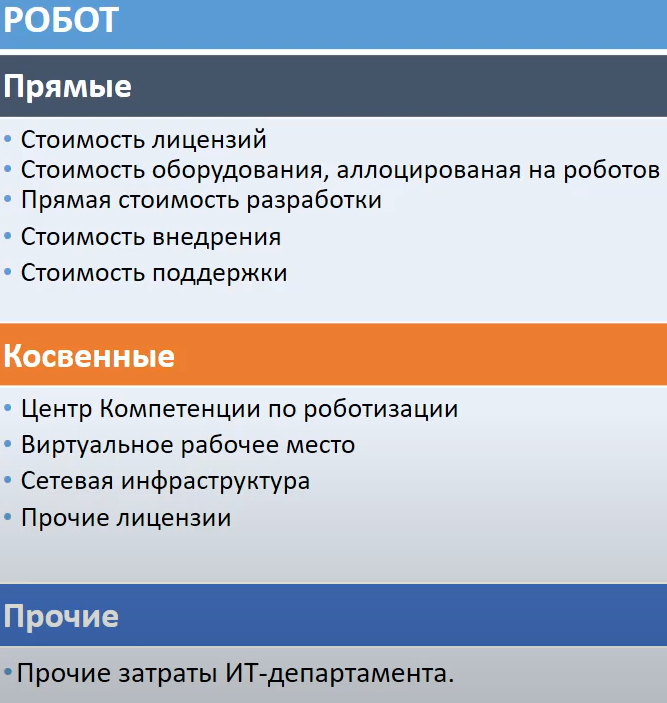 РОБОТ
Прямые
• Стоимость лицензий
• Стоимость оборудования, аллоцированая на роботов
• Прямая стоимость разработки
• Стоимость внедрения
• Стоимость поддержки
Косвенные
• Центр Компетенции по роботизации
• Виртуальное рабочее место
• Сетевая инфраструктура
• Прочие лицензии
Прочие
• Прочие затраты ИТ-департамента.